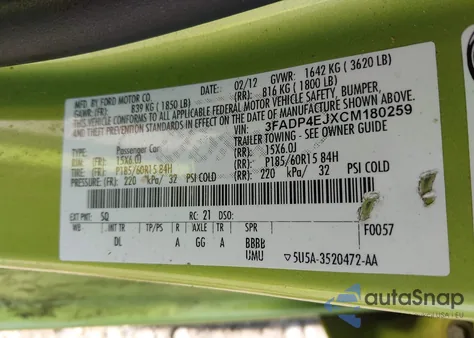 MFD. BY FORD MOTOR CO.
DATE: 02/12 GVWR: 1642 KG ( 3620 LB)
GAWR: (FR) 839 KG ( 1850 LB) (RR): 816 KG ( 1800 LB)
THIS VEHICLE CONFORMS TO ALL APPLICABLE FEDERAL MOTOR VEHICLE SAFETY, BUMPER,
AND THEFT PREVENTION STANDARDS IN EFFECT ON THE DATE OF MANUFACTURE SHOWN ABOVE.
VIN: 3FADP4EJXCM180259
TYPE: Passenger Car TRAILER TOWING - SEE OWNER GUIDE
RIM: 15X6.0J 15X6.0J
TIRE: P185/60R15 84H P185/60R15 84H
PRESSURE: (FR): 220 kPa/ 32 PSI COLD (RR): 220 kPa/ 32 PSI COLD
EXT PNT: SQ RC: 21 DSO: F0057
WB INT TR TP/PS R AXLE TR SPR
DL A GG A BBBB
UMU 5U5A-3520472-AA
autoSnap